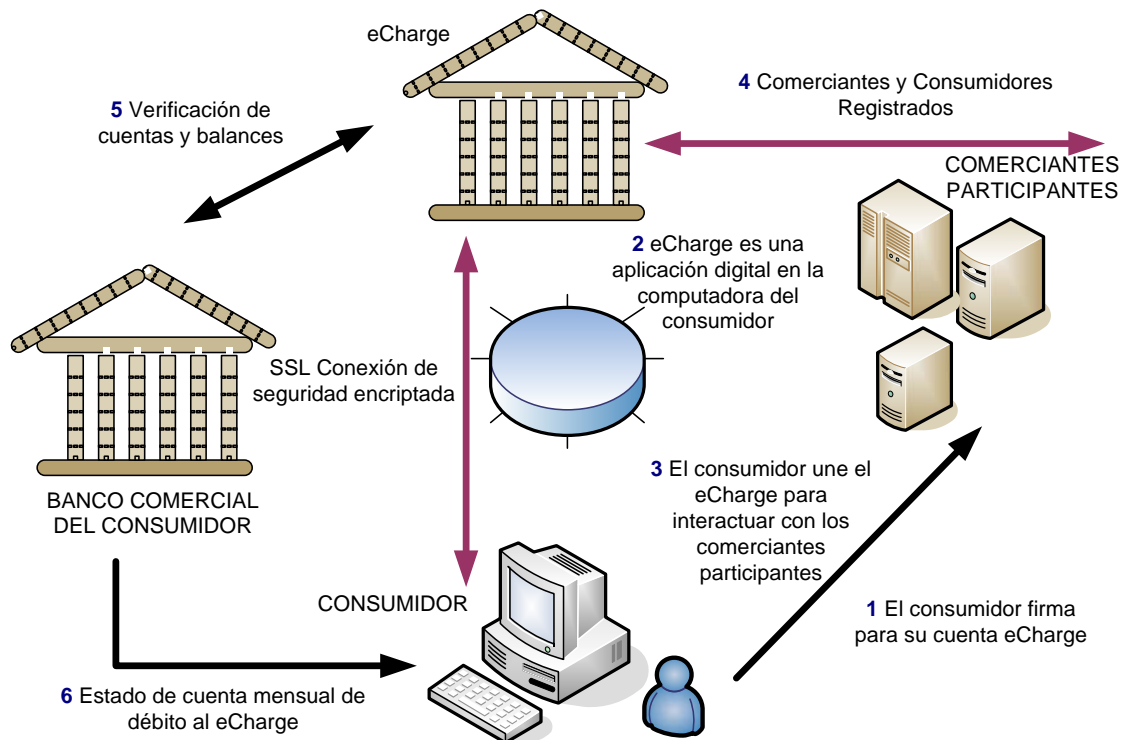 eCharge
4 Comerciantes y Consumidores
Registrados
5 Verificación de
cuentas y balances
COMERCIANTES
PARTICIPANTES
2 eCharge es una
aplicación digital en la
computadora del
consumidor
SSL Conexión de
seguridad encriptada
3 El consumidor une el
eCharge para
interactuar con los
comerciantes
participantes
BANCO COMERCIAL
DEL CONSUMIDOR
CONSUMIDOR
1 El consumidor firma
para su cuenta eCharge
6 Estado de cuenta mensual de
débito al eCharge